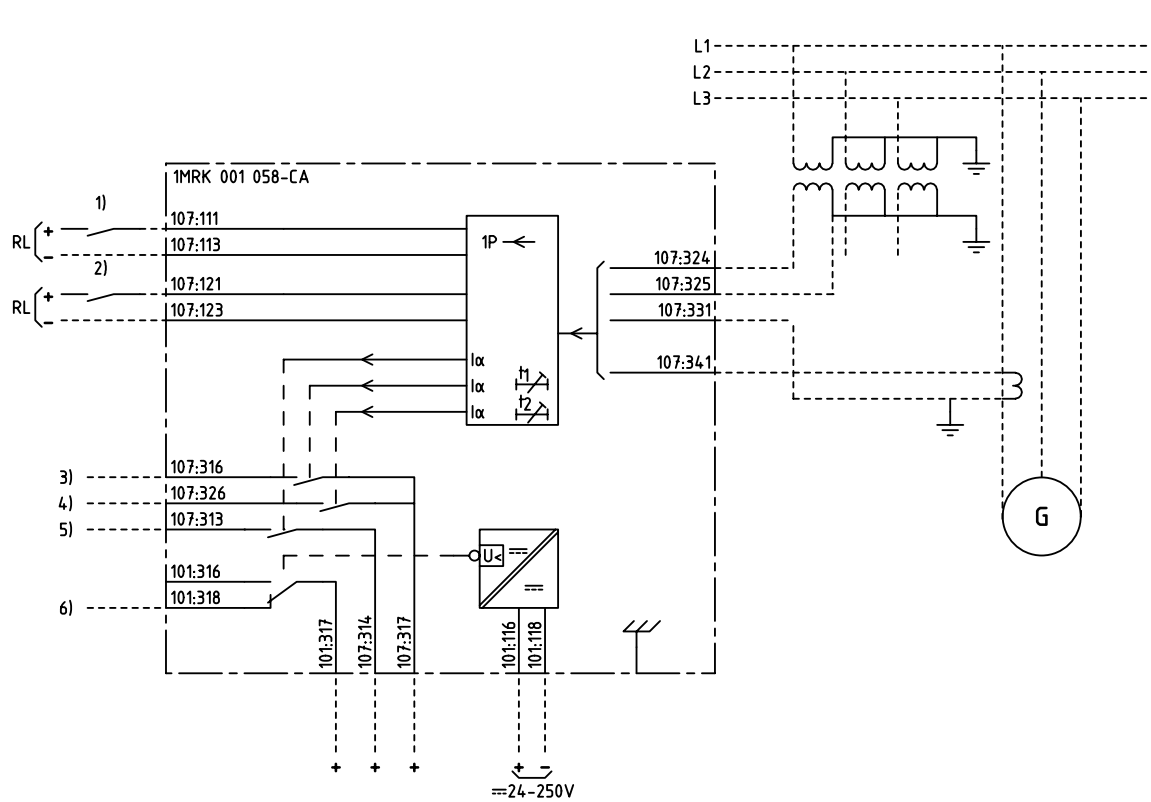 L1
L2
L3
1MRK 001 058-CA
1)
107:111
RL + −
107:113
2)
107:121
RL + −
107:123
1P
107:324
107:325
107:331
107:341
Iα
t1
Iα
t2
Iα
3) 107:316
4) 107:326
5) 107:313
101:316
6) 101:318
U<
G
101:317
107:314
107:317
101:116
101:118
+ + + + −
24-250V